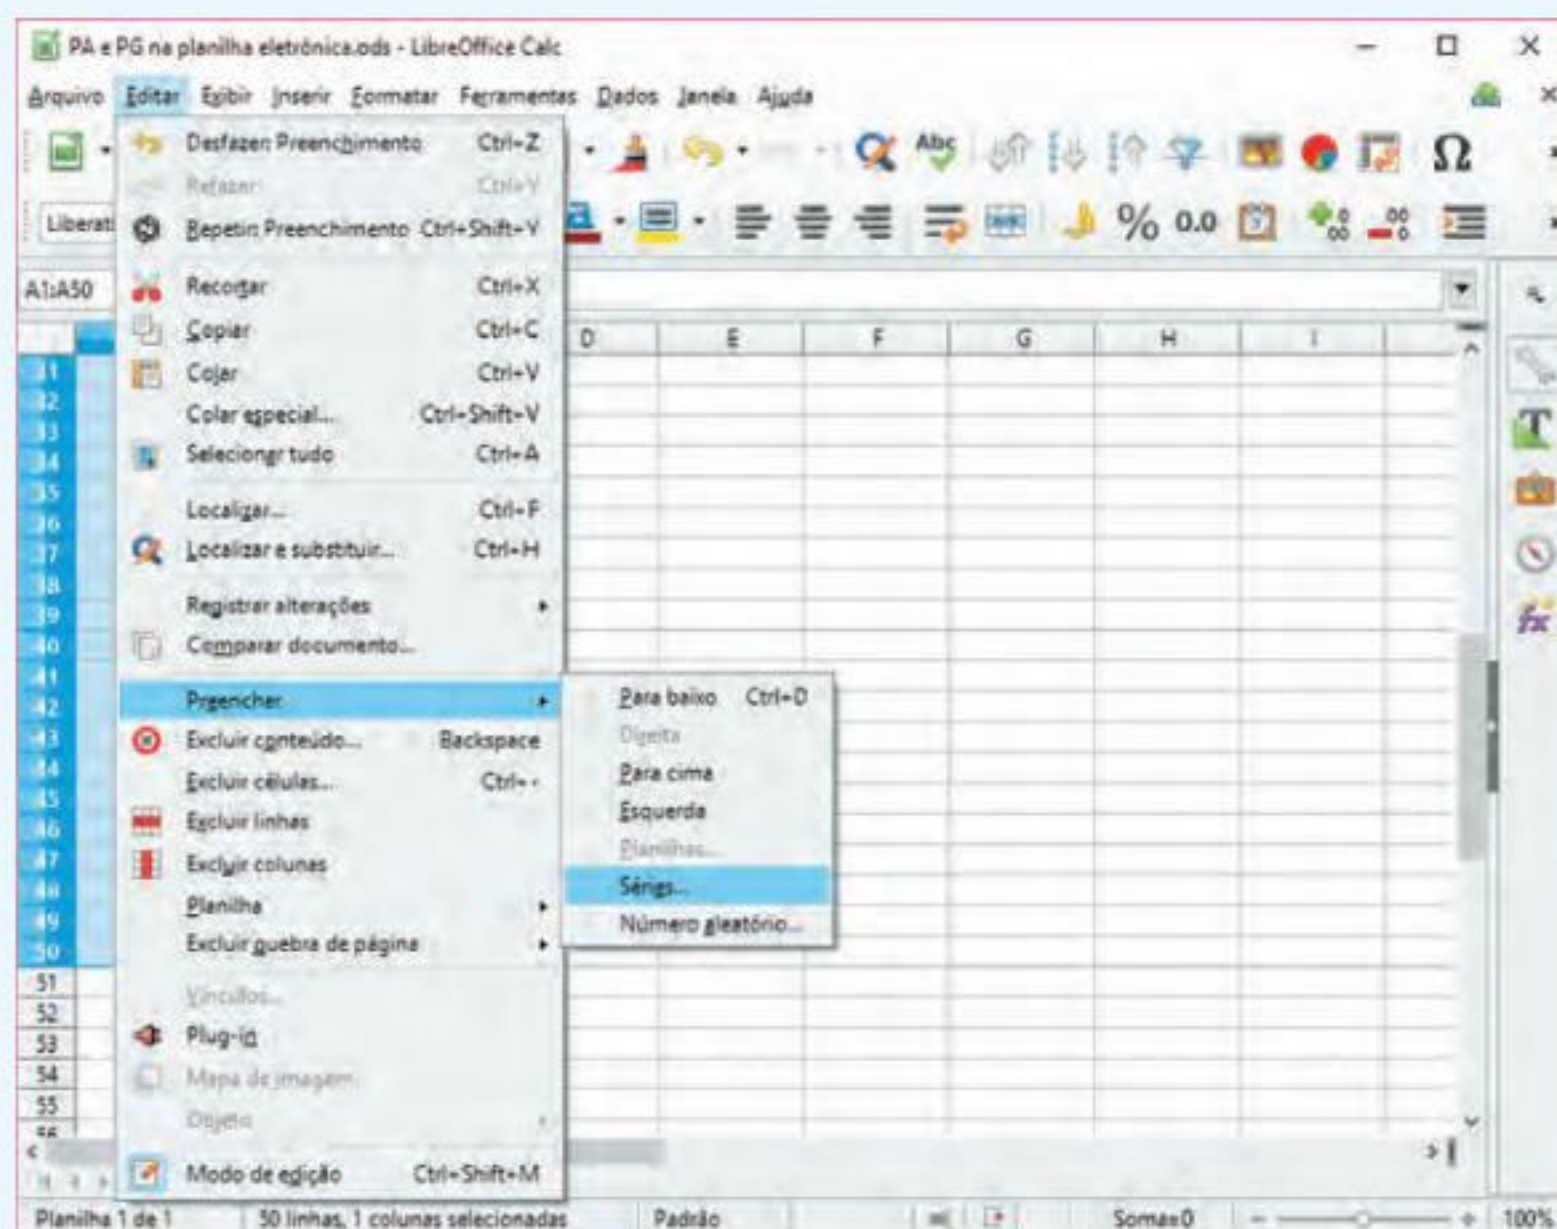 PA e PG na planilha eletrônica.ods - LibreOffice Calc
Arquivo Editar Exibir Inserir Formatar Ferramentas Dados Janela Ajuda
Desfazer: Preenchimento Ctrl+Z
Refazer Ctrl+Y
Repetir: Preenchimento Ctrl+Shift+Y
Abc
Ω
Liberati
a
% 0.0
A1:A50
Recortar Ctrl+X
Copiar Ctrl+C
Colar Ctrl+V
Colar especial... Ctrl+Shift+V
Selecionar tudo Ctrl+A
Localizar... Ctrl+F
Localizar e substituir... Ctrl+H
Registrar alterações
Comparar documento...
Preencher
Excluir conteúdo... Backspace
Excluir células... Ctrl+-
Excluir linhas
Excluir colunas
Planilha
Excluir quebra de página
Vínculos...
Plug-in
Mapa de imagem
Objeto
Modo de edição Ctrl+Shift+M
Para baixo Ctrl+D
Direita
Para cima
Esquerda
Planilhas...
Séries...
Número aleatório...
D E F G H I
31
32
33
34
35
36
37
38
39
40
41
42
43
44
45
46
47
48
49
50
51
52
53
54
55
56
Planilha 1 de 1 50 linhas, 1 colunas selecionadas Padrão Soma=0 100%